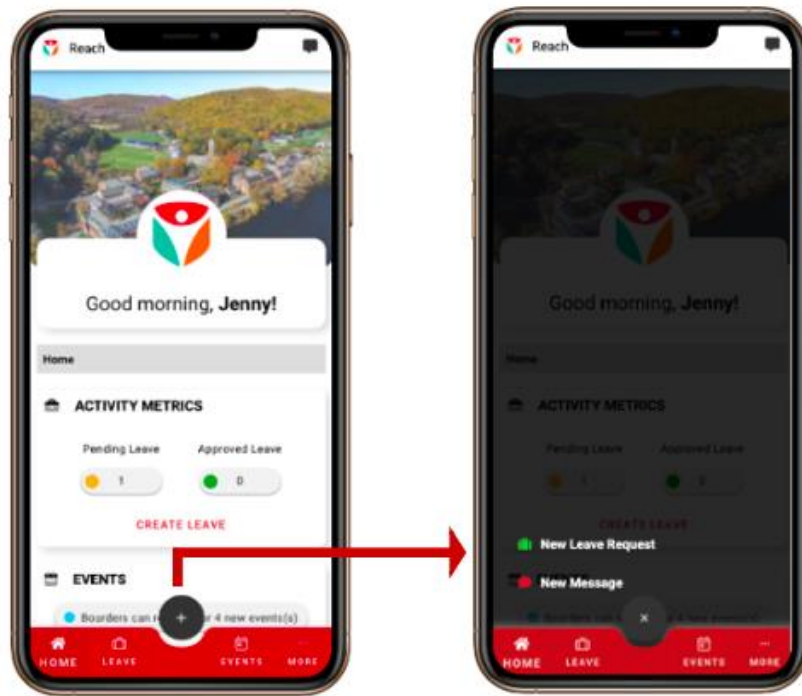 Reach
Good morning, Jenny!
Home
ACTIVITY METRICS
Pending Leave Approved Leave
1 0
CREATE LEAVE
EVENTS
Boarders can r r 4 new events(s)
+
HOME LEAVE EVENTS MORE
Reach
Good morning, Jenny!
Home
ACTIVITY METRICS
Pending Leave Approved Leave
CREATE LEAVE
New Leave Request
New Message
×
HOME LEAVE EVENTS MORE